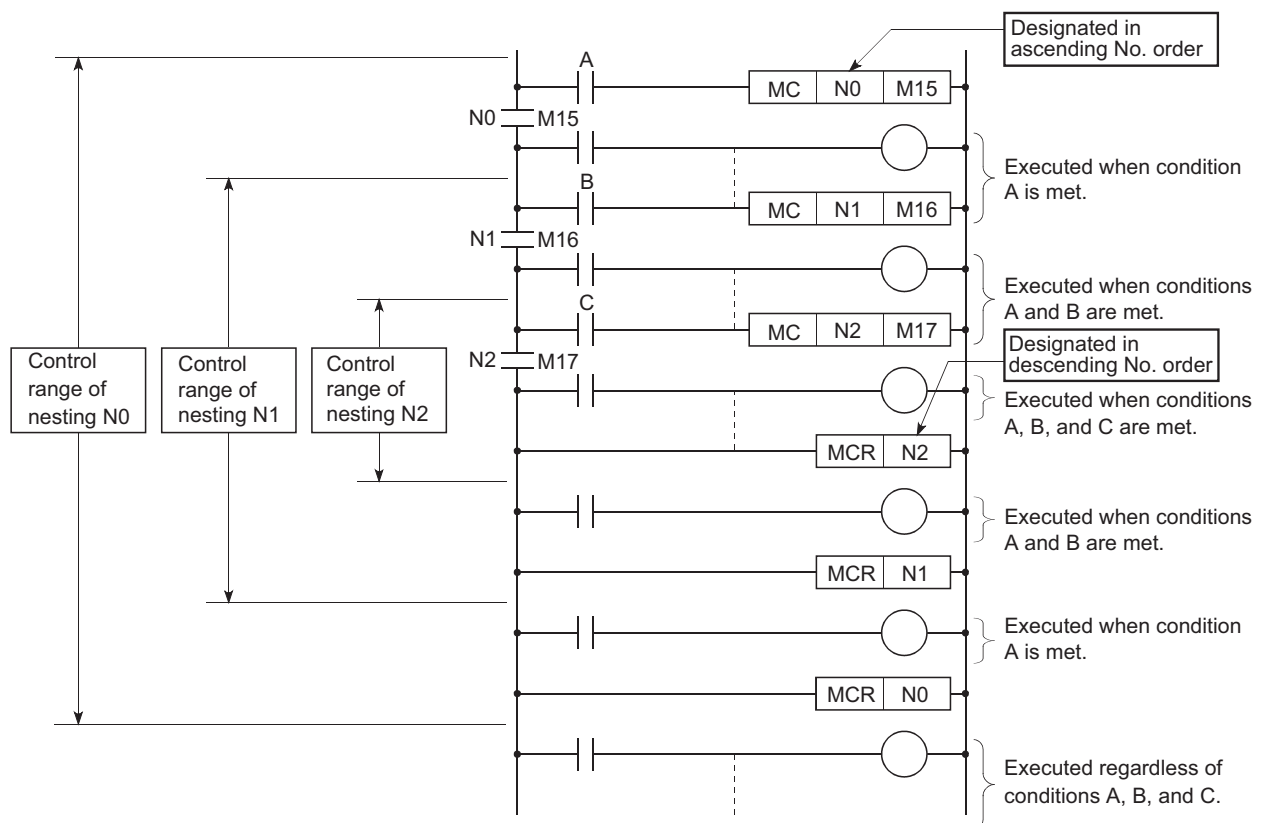 Designated in
ascending No. order
A
MC N0 M15
N0 M15
Executed when condition
A is met.
B
MC N1 M16
N1 M16
Executed when conditions
A and B are met.
C
MC N2 M17
Designated in
descending No. order
N2 M17
Control
range of
nesting N0
Control
range of
nesting N1
Control
range of
nesting N2
Executed when conditions
A, B, and C are met.
MCR N2
Executed when conditions
A and B are met.
MCR N1
Executed when condition
A is met.
MCR N0
Executed regardless of
conditions A, B, and C.